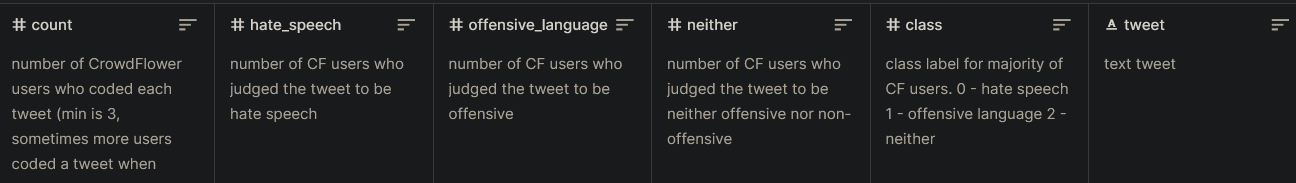 # count
number of CrowdFlower
users who coded each
tweet (min is 3,
sometimes more users
coded a tweet when
# hate_speech
number of CF users who
judged the tweet to be
hate speech
# offensive_language
number of CF users who
judged the tweet to be
offensive
# neither
number of CF users who
judged the tweet to be
neither offensive nor non-
offensive
# class
class label for majority of
CF users. 0 - hate speech
1 - offensive language 2 -
neither
A tweet
text tweet